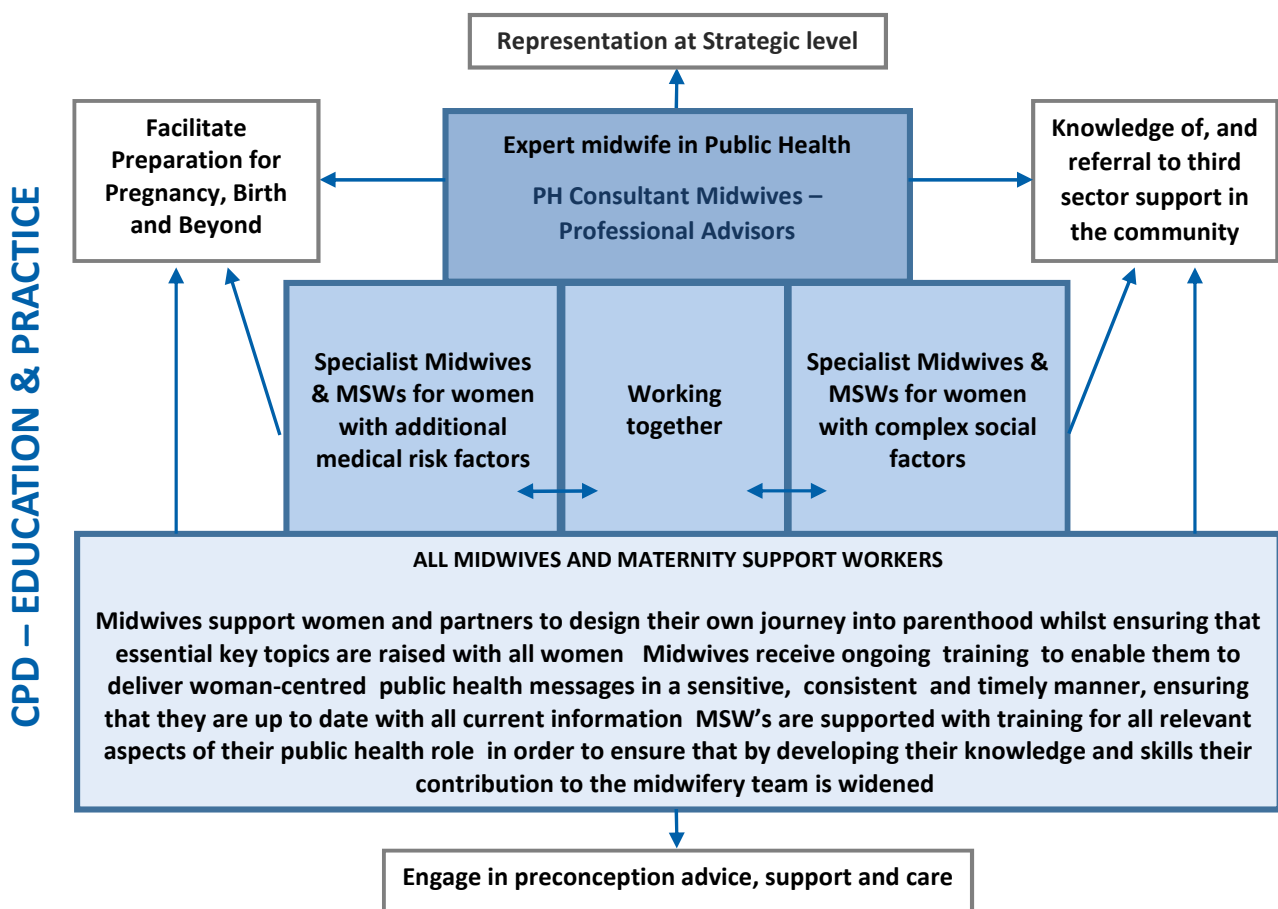 Representation at Strategic level
Facilitate
Preparation for
Pregnancy, Birth
and Beyond
Expert midwife in Public Health
PH Consultant Midwives –
Professional Advisors
Knowledge of, and
referral to third
sector support in
the community
CPD – EDUCATION & PRACTICE
Specialist Midwives
& MSWs for women
with additional
medical risk factors
Working
together
Specialist Midwives &
MSWs for women
with complex social
factors
ALL MIDWIVES AND MATERNITY SUPPORT WORKERS
Midwives support women and partners to design their own journey into parenthood whilst ensuring that
essential key topics are raised with all women Midwives receive ongoing training to enable them to
deliver woman-centred public health messages in a sensitive, consistent and timely manner, ensuring
that they are up to date with all current information MSW's are supported with training for all relevant
aspects of their public health role in order to ensure that by developing their knowledge and skills their
contribution to the midwifery team is widened
Engage in preconception advice, support and care